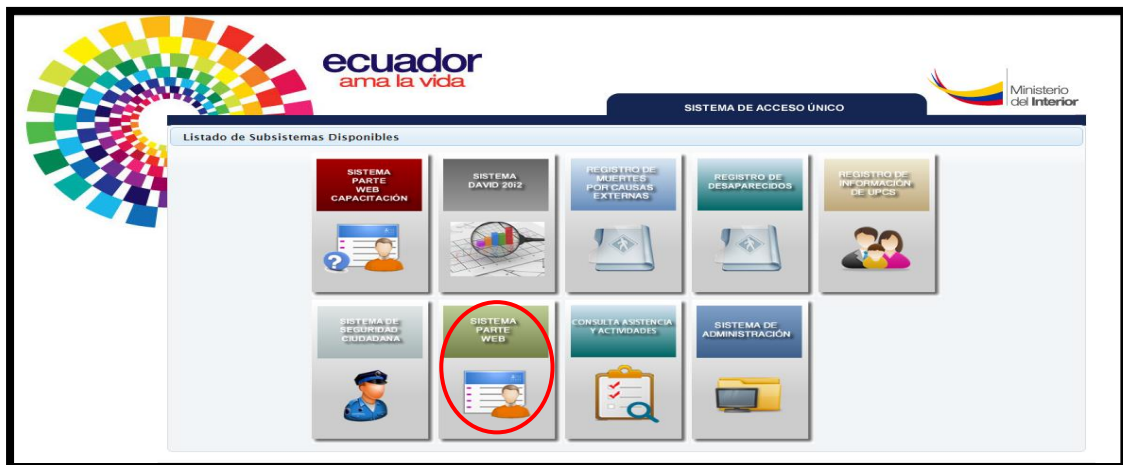 ecuador
ama la vida
SISTEMA DE ACCESO ÚNICO
Ministerio
del Interior
Listado de Subsistemas Disponibles
SISTEMA
PARTE
WEB
CAPACITACIÓN
SISTEMA
DAVID 20i2
REGISTRO DE
MUERTES
POR CAUSAS
EXTERNAS
REGISTRO DE
DESAPARECIDOS
REGISTRO DE
INFORMACIÓN
DE UPCS
SISTEMA DE
SEGURIDAD
CIUDADANA
SISTEMA
PARTE
WEB
CONSULTA ASISTENCIA
Y ACTIVIDADES
SISTEMA DE
ADMINISTRACIÓN